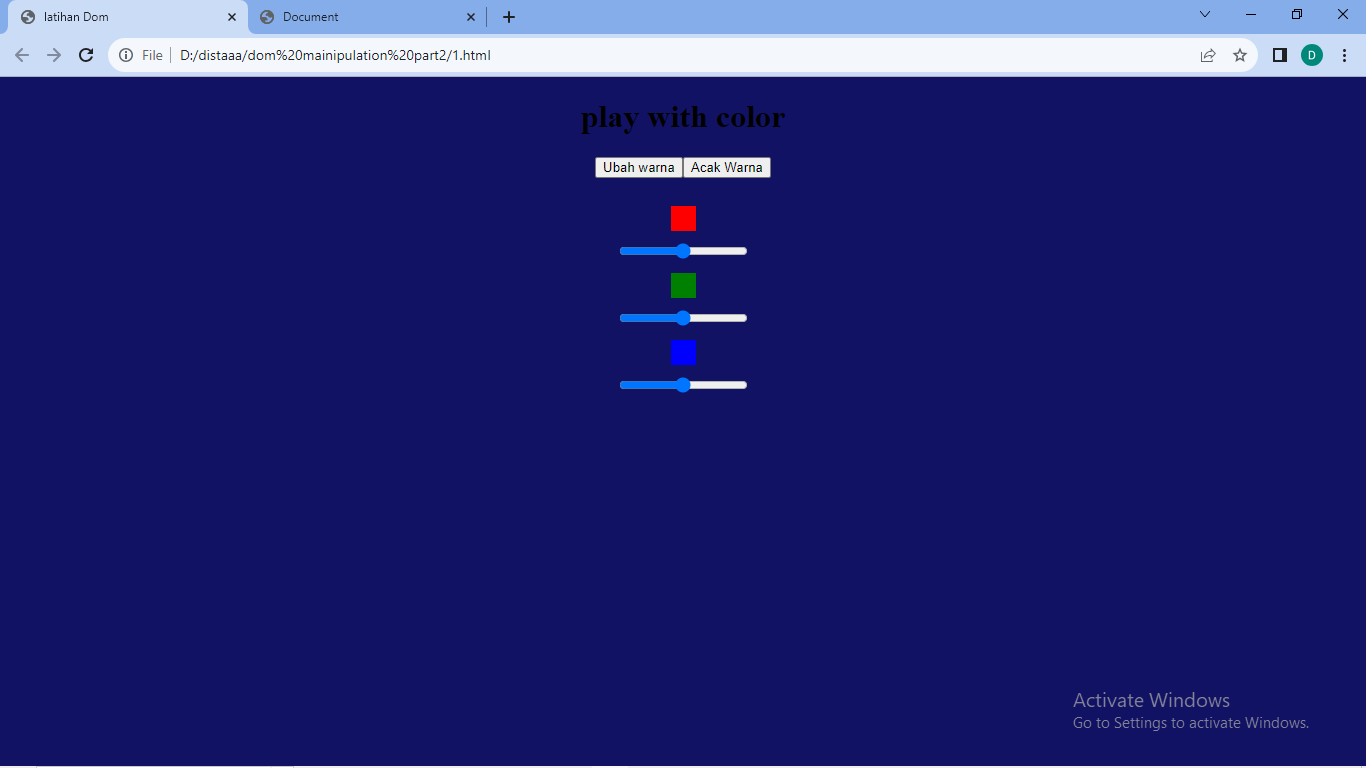 latihan Dom
Document
File
D:/distaaa/dom%20mainipulation%20part2/1.html
D
play with color
Ubah warna
Acak Warna
Activate Windows
Go to Settings to activate Windows.